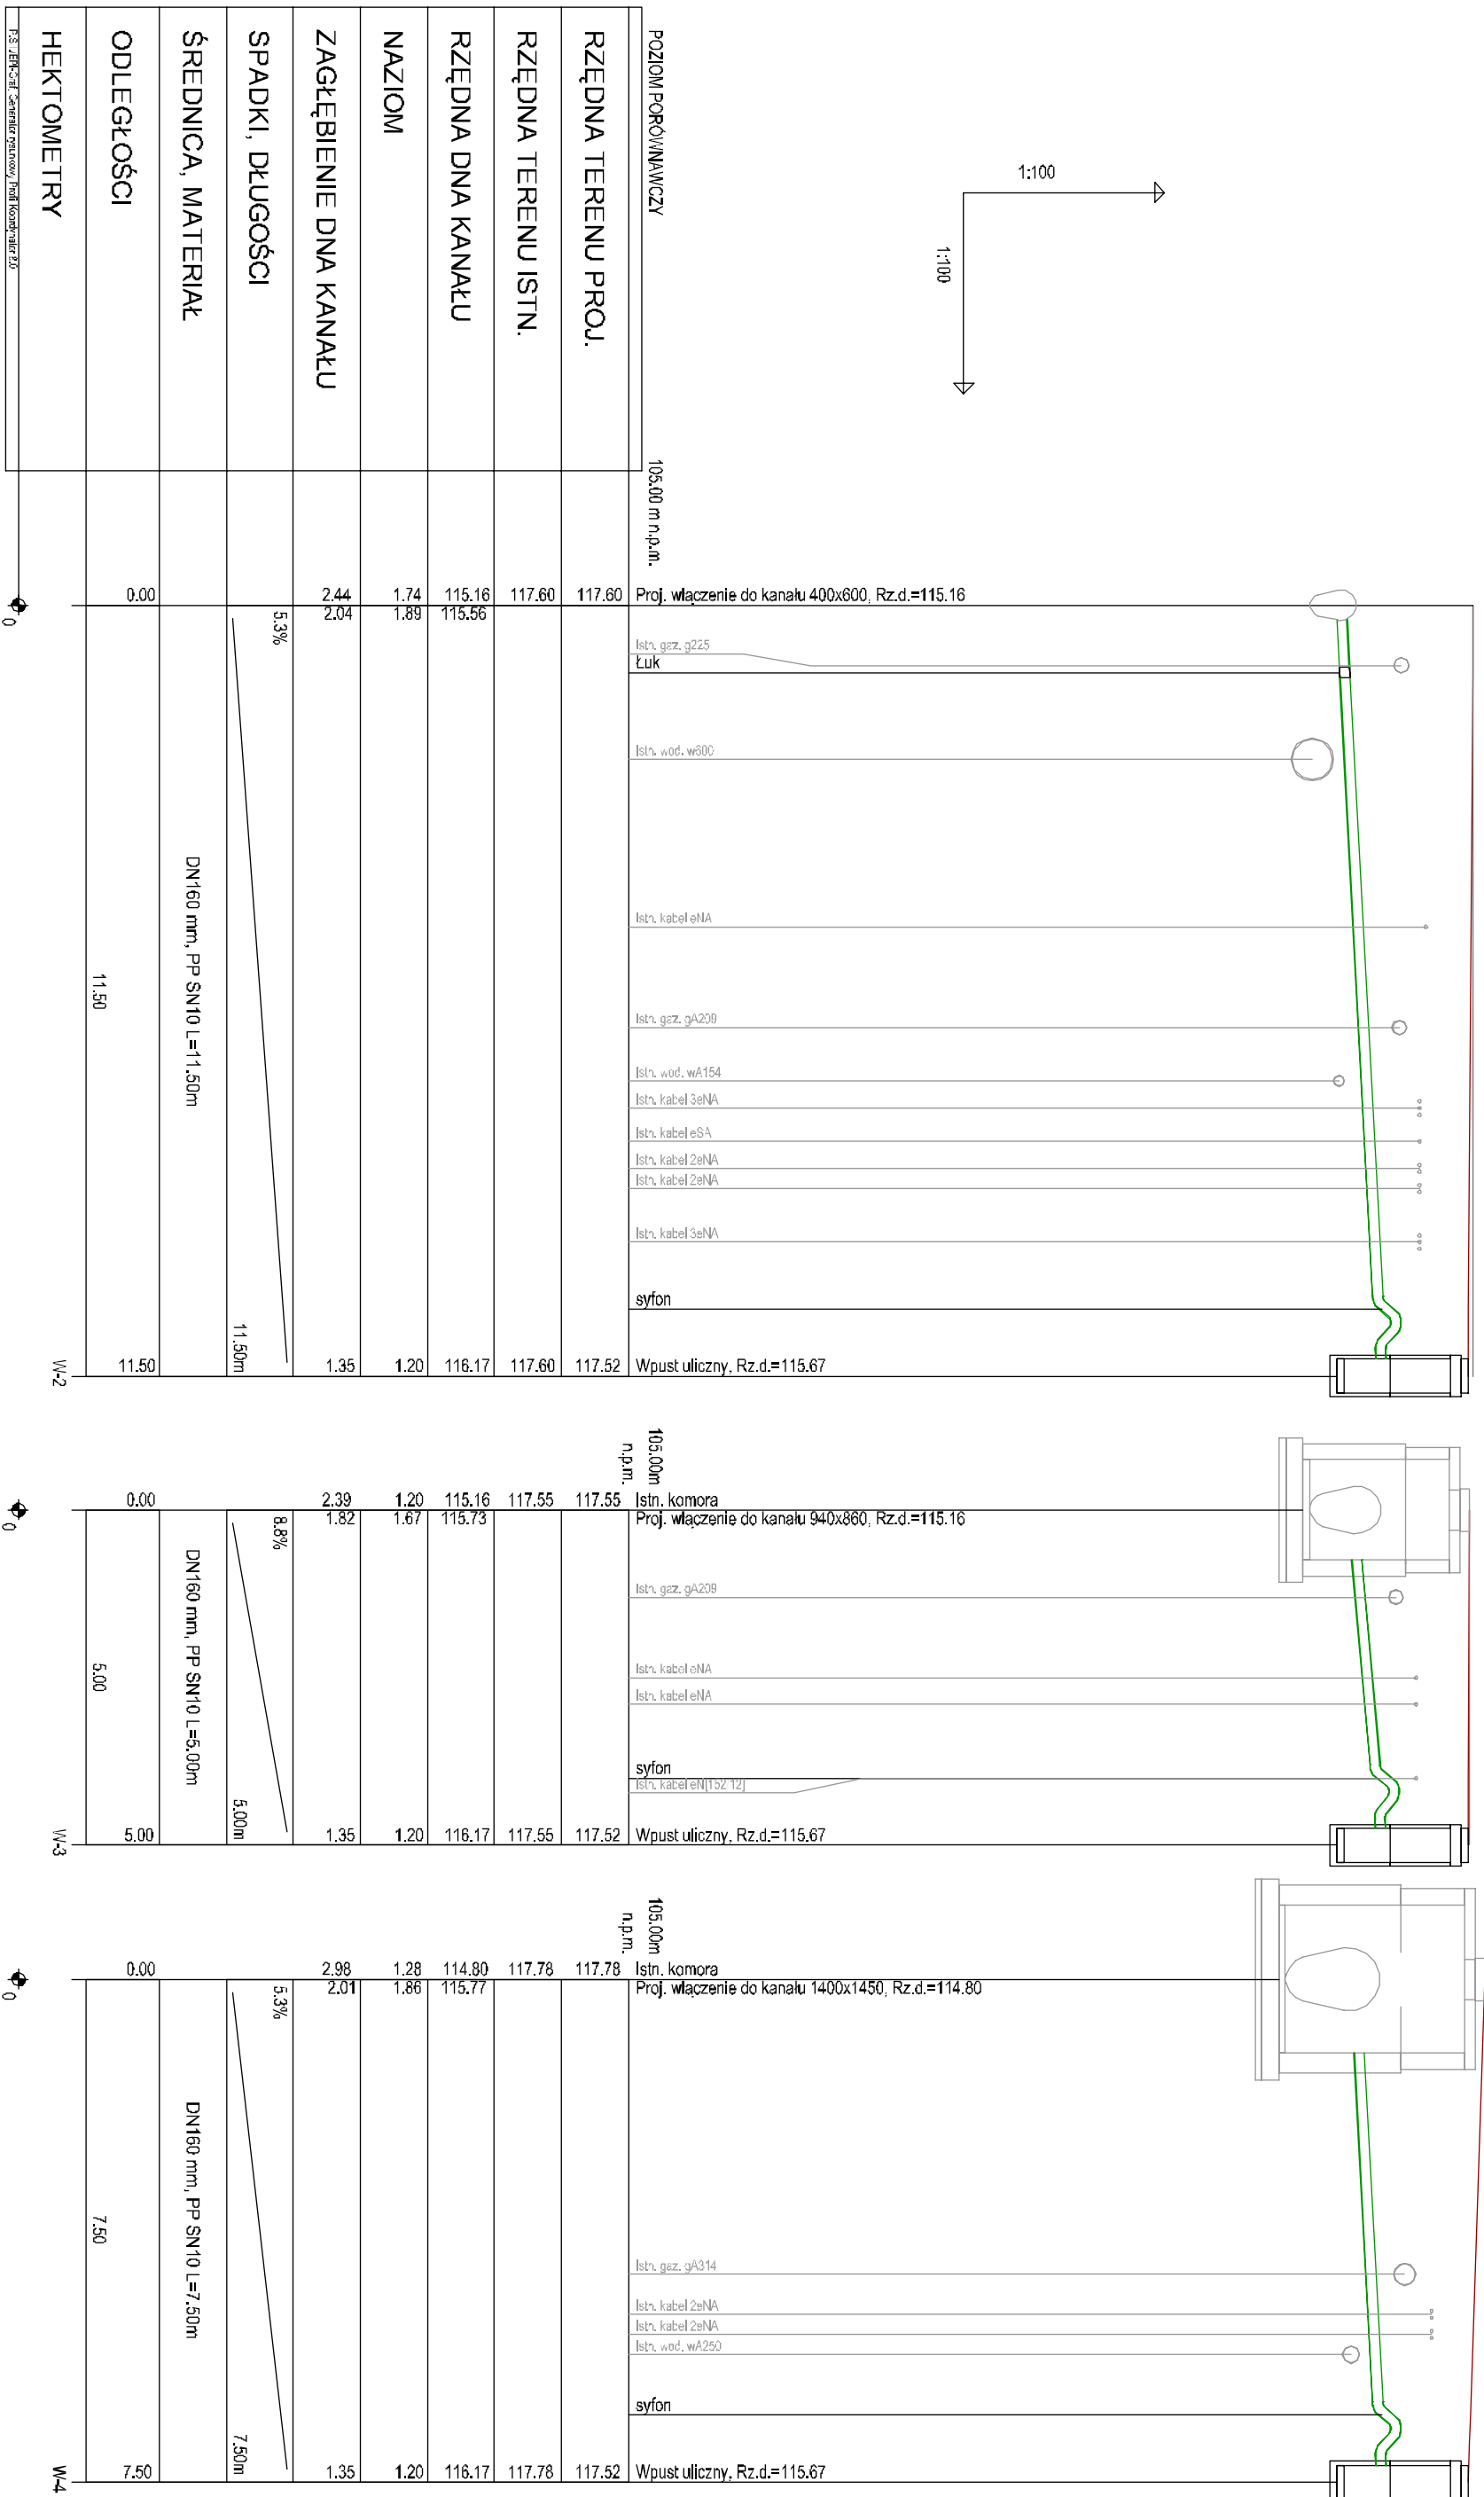 1:100
1:100
POZIOM PORÓWNAWCZY
105.00 m n.p.m.
RZĘDNA TERENU PROJ.
RZĘDNA TERENU ISTN.
RZĘDNA DNA KANAŁU
NAZIOM
ZAGŁĘBIENIE DNA KANAŁU
SPADKI, DŁUGOŚCI
ŚREDNICA, MATERIAŁ
ODLEGŁOŚCI
HEKTOMETRY
Proj. włączenie do kanału 400x600, Rz.d.=115.16
Istn. gaz. g225
Łuk
Istn. wod. w600
Istn. kabel eNA
Istn. gaz. gA209
Istn. wod. wA154
Istn. kabel 3eNA
Istn. kabel eSA
Istn. kabel 2eNA
Istn. kabel 2eNA
Istn. kabel 3eNA
syfon
Wpust uliczny, Rz.d.=115.67
117.60 117.52
117.60 117.60
115.16 115.56 116.17
1.74 1.89 1.20
2.44 2.04 1.35
5.3% 11.50m
DN160 mm, PP SN10 L=11.50m
0.00 11.50 11.50
0 W-2
105.00m
n.p.m.
Istn. komora
Proj. włączenie do kanału 940x860, Rz.d.=115.16
Istn. gaz. gA209
Istn. kabel eNA
Istn. kabel eNA
syfon
Istn. kabel eN[152 12]
Wpust uliczny, Rz.d.=115.67
117.55 117.52
117.55 117.55
115.16 115.73 116.17
1.20 1.67 1.20
2.39 1.82 1.35
8.8% 5.00m
DN160 mm, PP SN10 L=5.00m
0.00 5.00 5.00
0 W-3
105.00m
n.p.m.
Istn. komora
Proj. włączenie do kanału 1400x1450, Rz.d.=114.80
Istn. gaz. gA314
Istn. kabel 2eNA
Istn. kabel 2eNA
Istn. wod. wA250
syfon
Wpust uliczny, Rz.d.=115.67
117.78 117.52
117.78 117.78
114.80 115.77 116.17
1.28 1.86 1.20
2.98 2.01 1.35
5.3% 7.50m
DN160 mm, PP SN10 L=7.50m
0.00 7.50 7.50
0 W-4